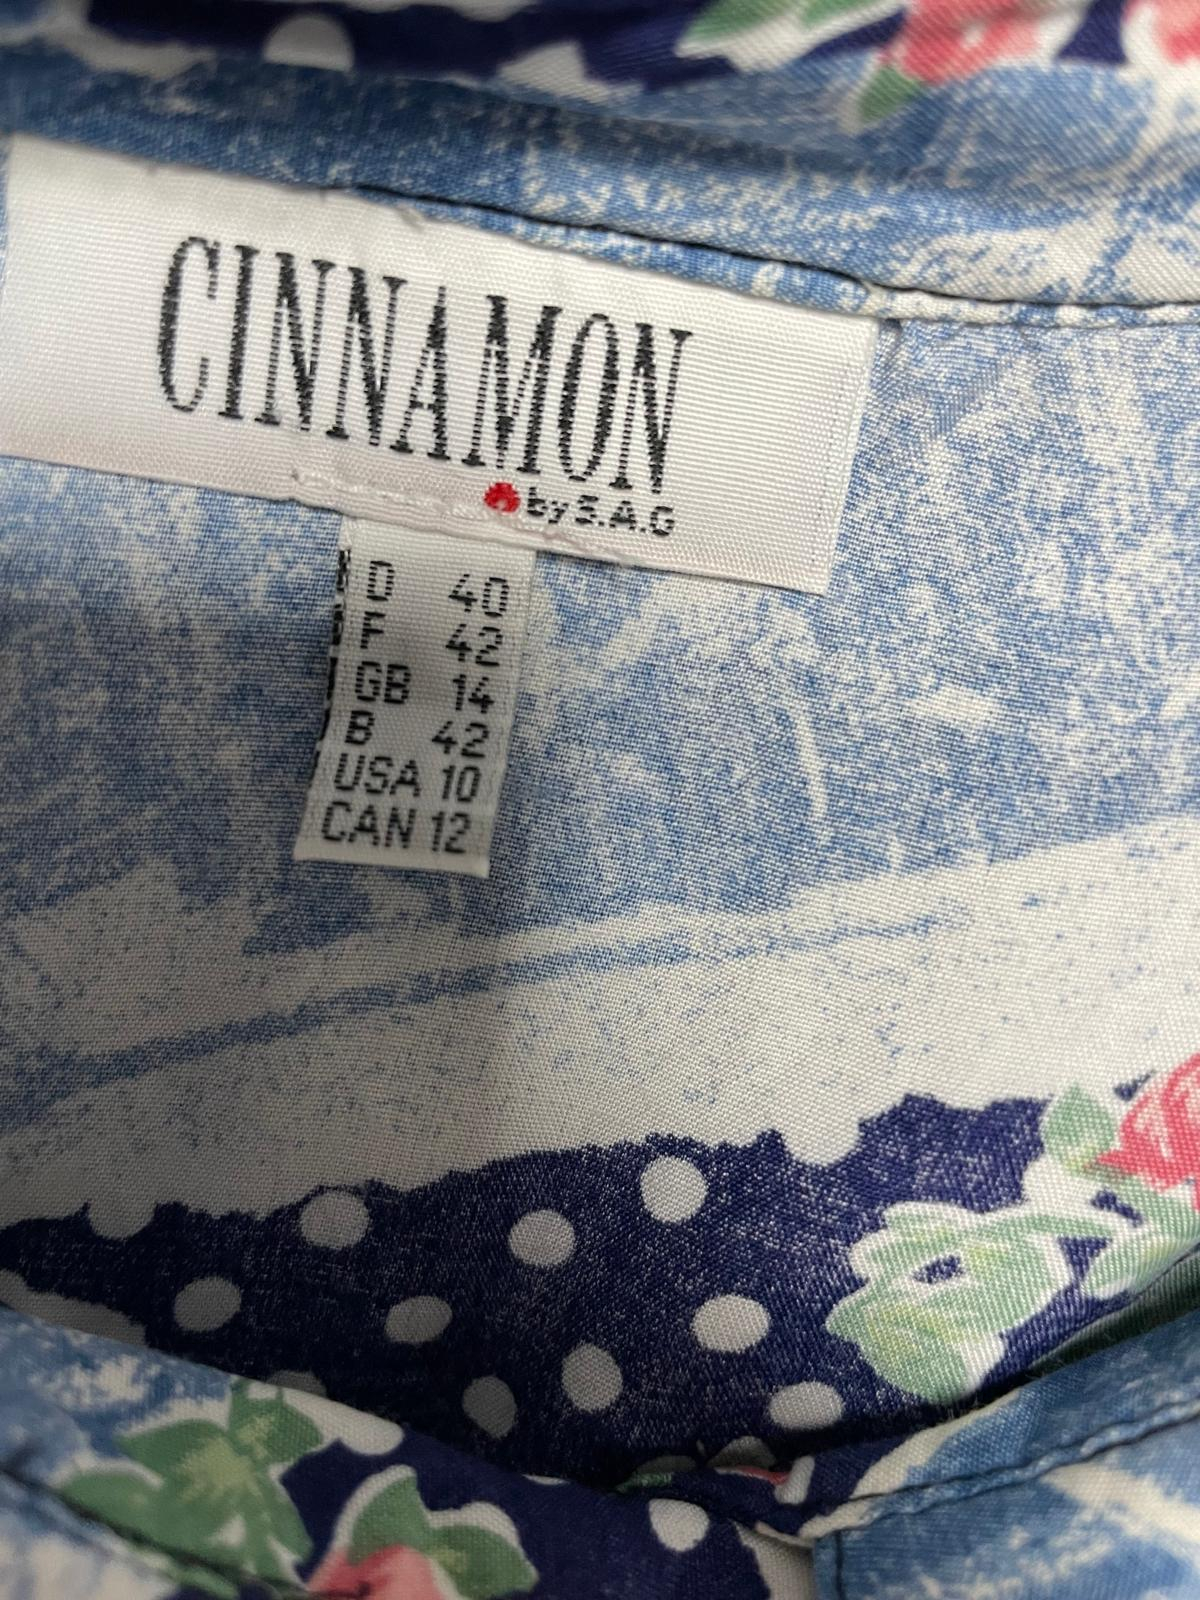 CINNAMON
by S.A.G
D 40
F 42
GB 14
B 42
USA 10
CAN 12